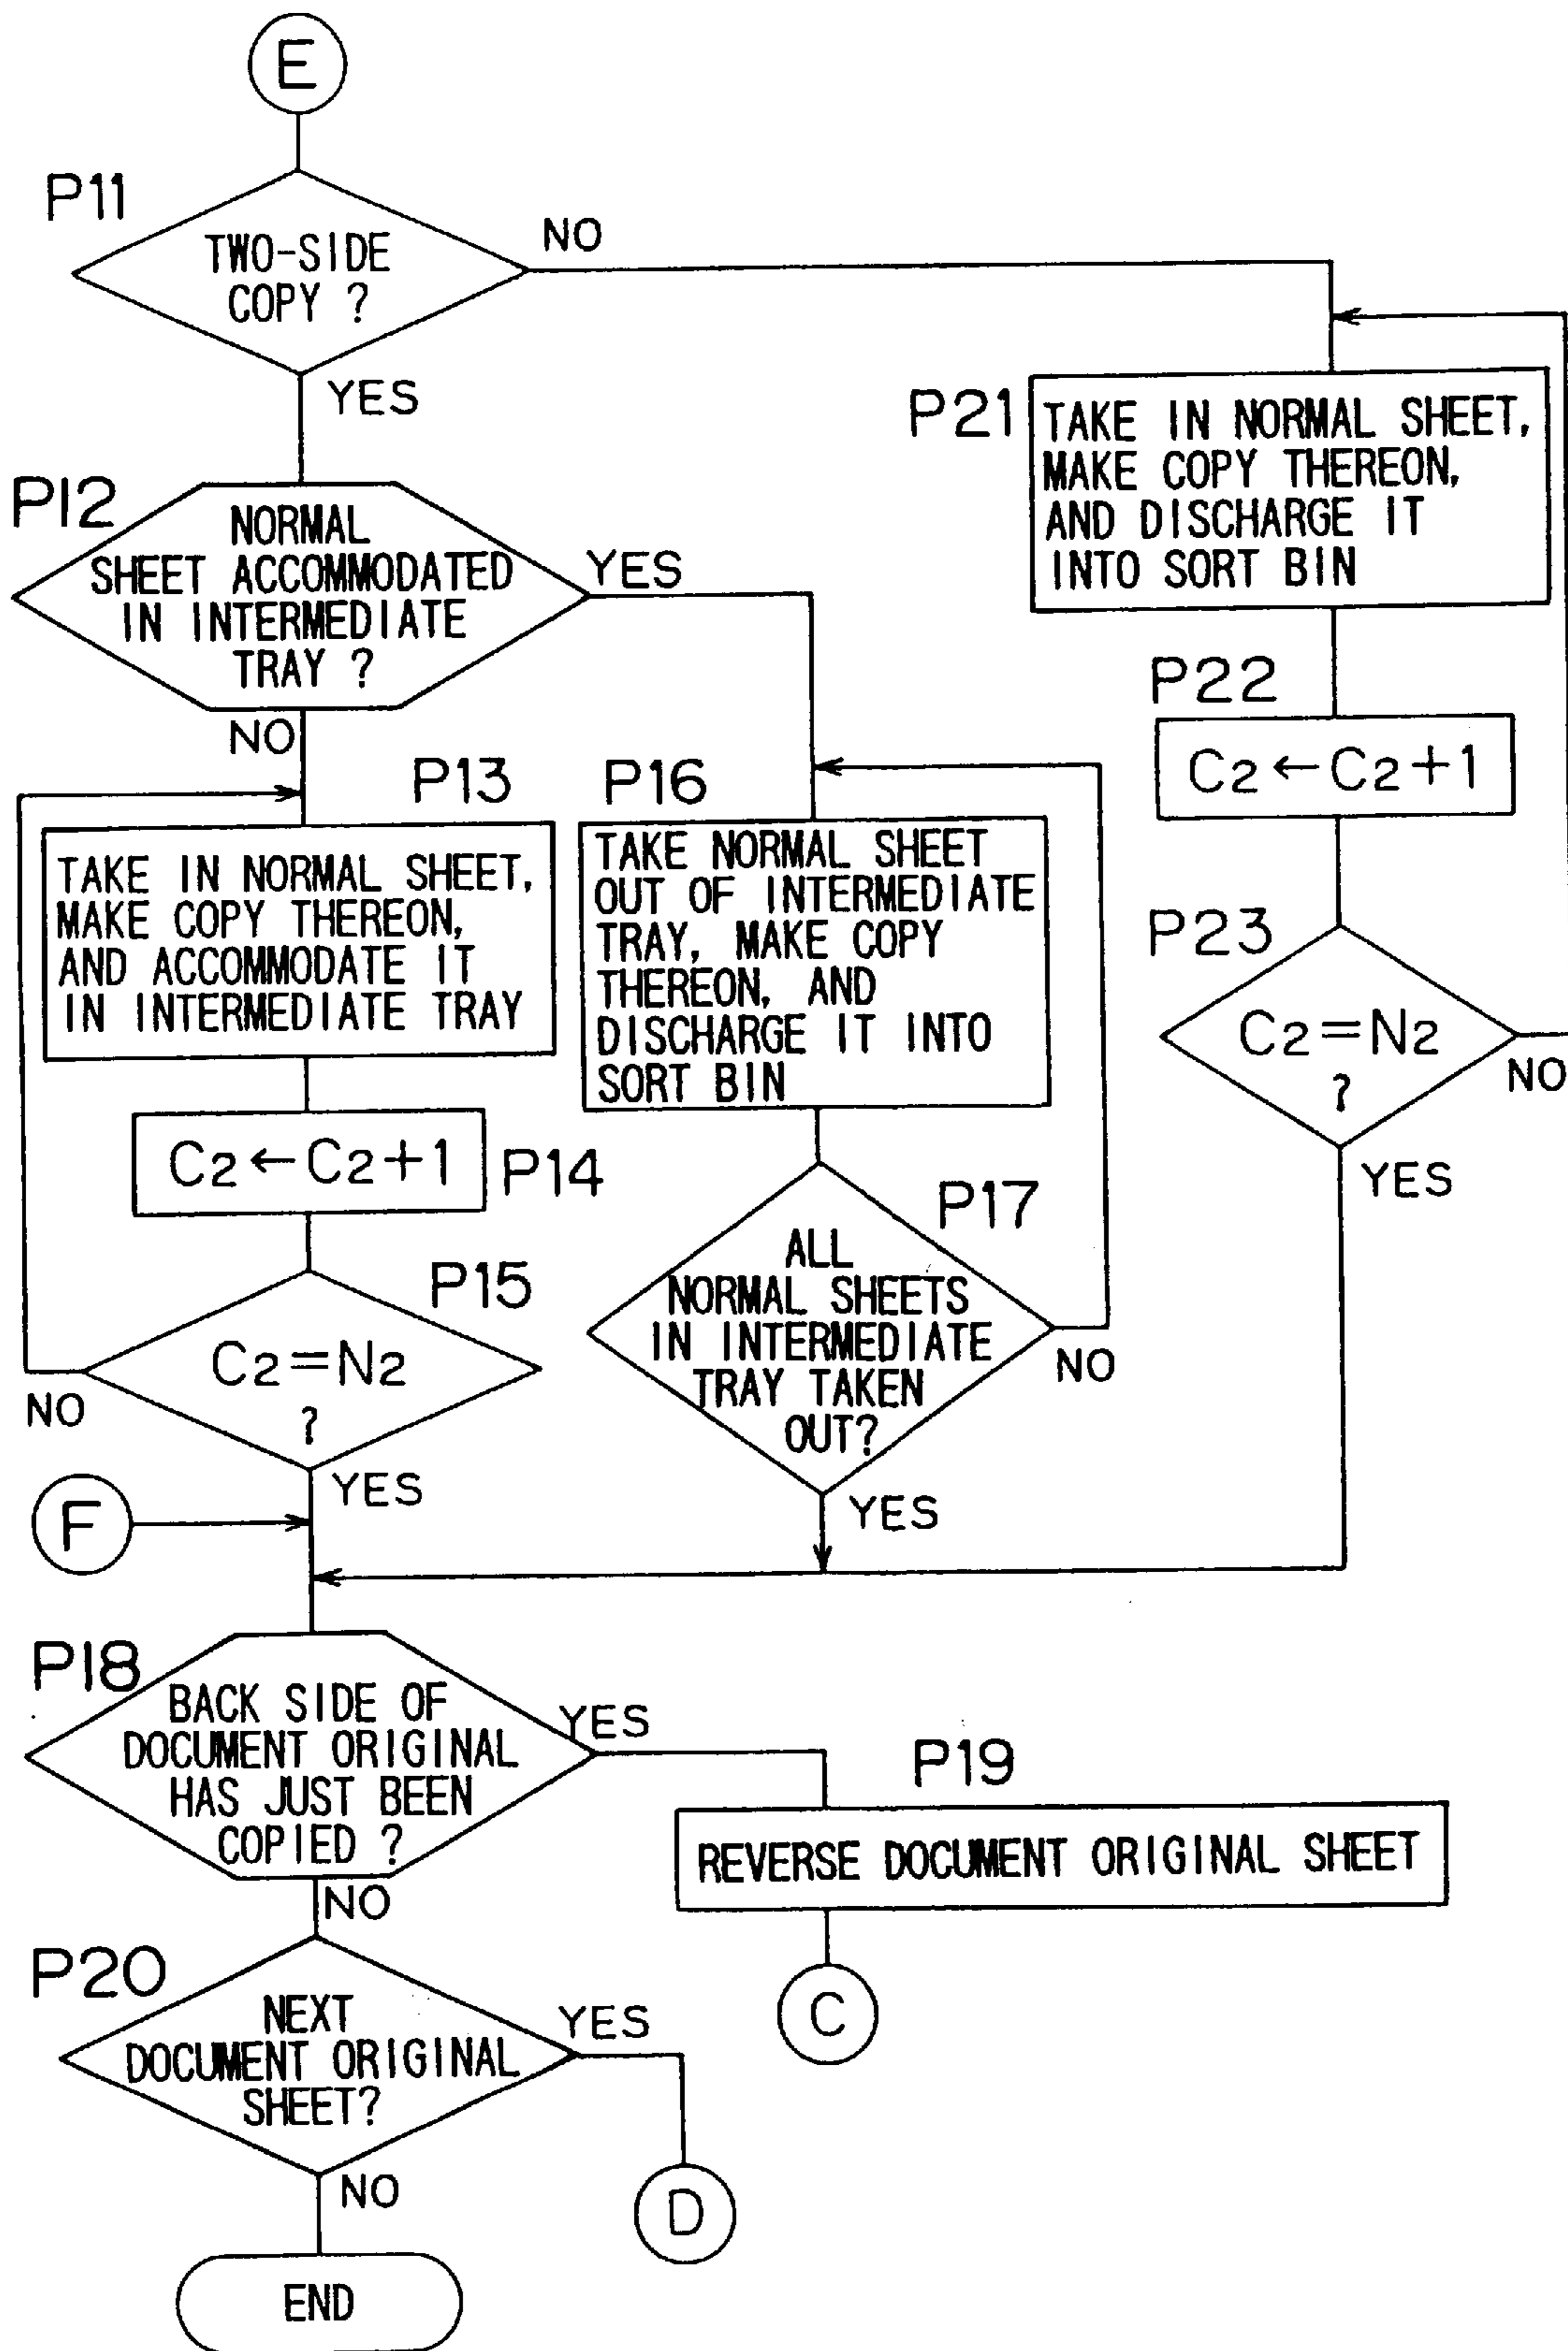 E
P11
TWO-SIDE
COPY ?
NO
YES
P12
NORMAL
SHEET ACCOMMODATED
IN INTERMEDIATE
TRAY ?
YES
NO
P13
TAKE IN NORMAL SHEET,
MAKE COPY THEREON,
AND ACCOMMODATE IT
IN INTERMEDIATE TRAY
C2←C2+1
P14
P15
C2=N2
?
NO
YES
P16
TAKE NORMAL SHEET
OUT OF INTERMEDIATE
TRAY, MAKE COPY
THEREON, AND
DISCHARGE IT INTO
SORT BIN
P17
ALL
NORMAL SHEETS
IN INTERMEDIATE
TRAY TAKEN
OUT?
NO
YES
P21
TAKE IN NORMAL SHEET,
MAKE COPY THEREON,
AND DISCHARGE IT
INTO SORT BIN
P22
C2←C2+1
P23
C2=N2
?
NO
YES
F
P18
BACK SIDE OF
DOCUMENT ORIGINAL
HAS JUST BEEN
COPIED ?
YES
NO
P19
REVERSE DOCUMENT ORIGINAL SHEET
C
P20
NEXT
DOCUMENT ORIGINAL
SHEET?
YES
D
NO
END